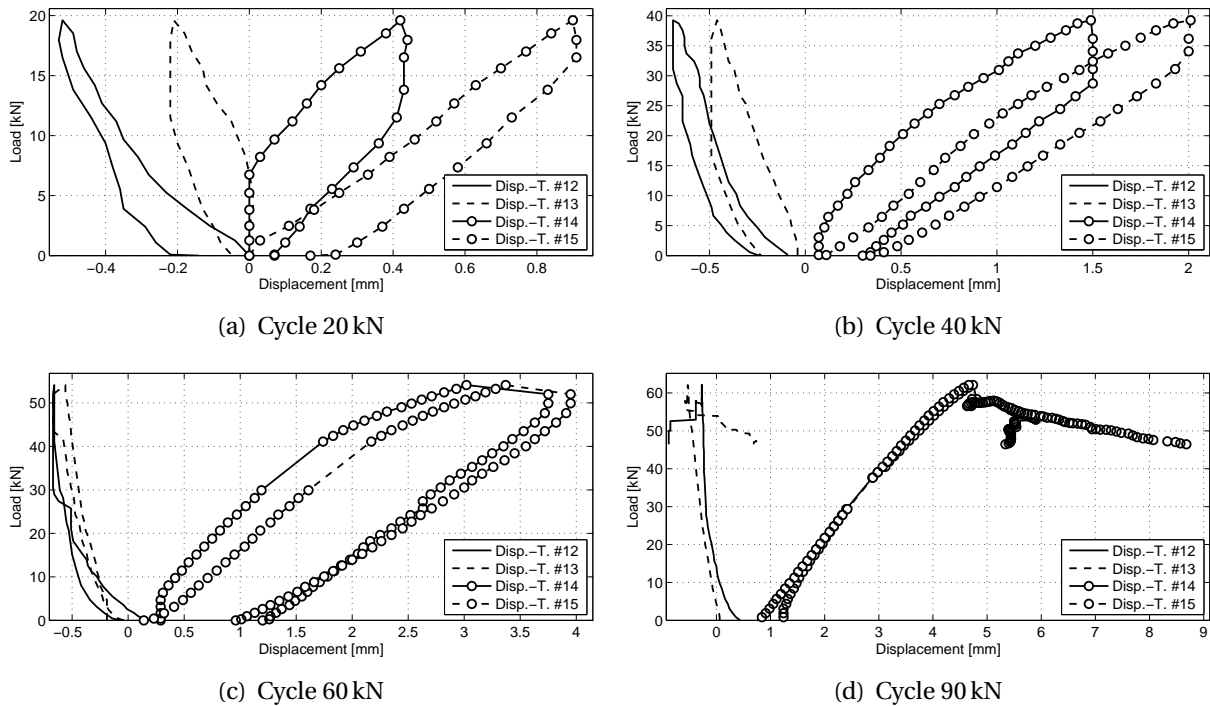 20
15
10
5
0
Load [kN]
−0.4
−0.2
0
0.2
0.4
0.6
0.8
Displacement [mm]
Disp.−T. #12
Disp.−T. #13
Disp.−T. #14
Disp.−T. #15
(a) Cycle 20 kN
40
35
30
25
20
15
10
5
0
Load [kN]
−0.5
0
0.5
1
1.5
2
Displacement [mm]
Disp.−T. #12
Disp.−T. #13
Disp.−T. #14
Disp.−T. #15
(b) Cycle 40 kN
50
40
30
20
10
0
Load [kN]
−0.5
0
0.5
1
1.5
2
2.5
3
3.5
4
Displacement [mm]
Disp.−T. #12
Disp.−T. #13
Disp.−T. #14
Disp.−T. #15
(c) Cycle 60 kN
60
50
40
30
20
10
0
Load [kN]
0
1
2
3
4
5
6
7
8
9
Displacement [mm]
Disp.−T. #12
Disp.−T. #13
Disp.−T. #14
Disp.−T. #15
(d) Cycle 90 kN